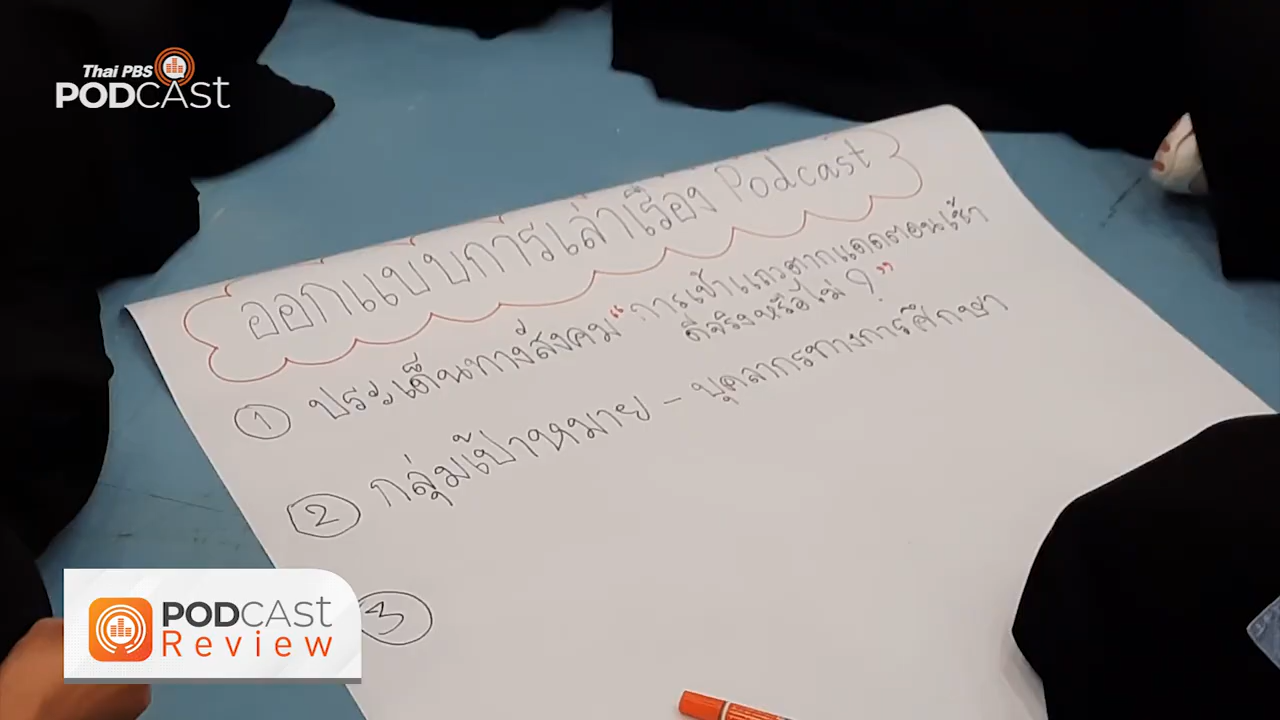 Thai PBS
PODCAST
ออกแบบการเล่าเรื่อง Podcast
① ประเด็นทางสังคม “การเข้าแถวตากแดดตอนเช้า
ดีจริงหรือไม่ ?”
② กลุ่มเป้าหมาย - บุคลากรทางการศึกษา
③
PODCAST
Review